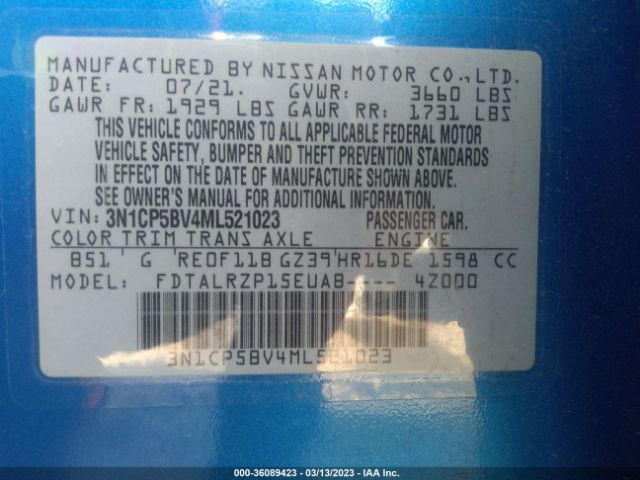 MANUFACTURED BY NISSAN MOTOR CO., LTD.
DATE: 07/21. GVWR: 3660 LBS
GAWR FR: 1929 LBS GAWR RR: 1731 LBS
THIS VEHICLE CONFORMS TO ALL APPLICABLE FEDERAL MOTOR
VEHICLE SAFETY, BUMPER AND THEFT PREVENTION STANDARDS
IN EFFECT ON THE DATE OF MANUFACTURE SHOWN ABOVE.
SEE OWNER'S MANUAL FOR ADDITIONAL INFORMATION.
VIN: 3N1CP5BV4ML521023 PASSENGER CAR.
COLOR TRIM TRANS AXLE ENGINE
B51 G RE0F11B GZ39 HR16DE 1598 CC
MODEL: FDTALRZP15EUAB---- 4Z000
3N1CP5BV4ML521023
000-36089423 — 03/13/2023 — IAA Inc.